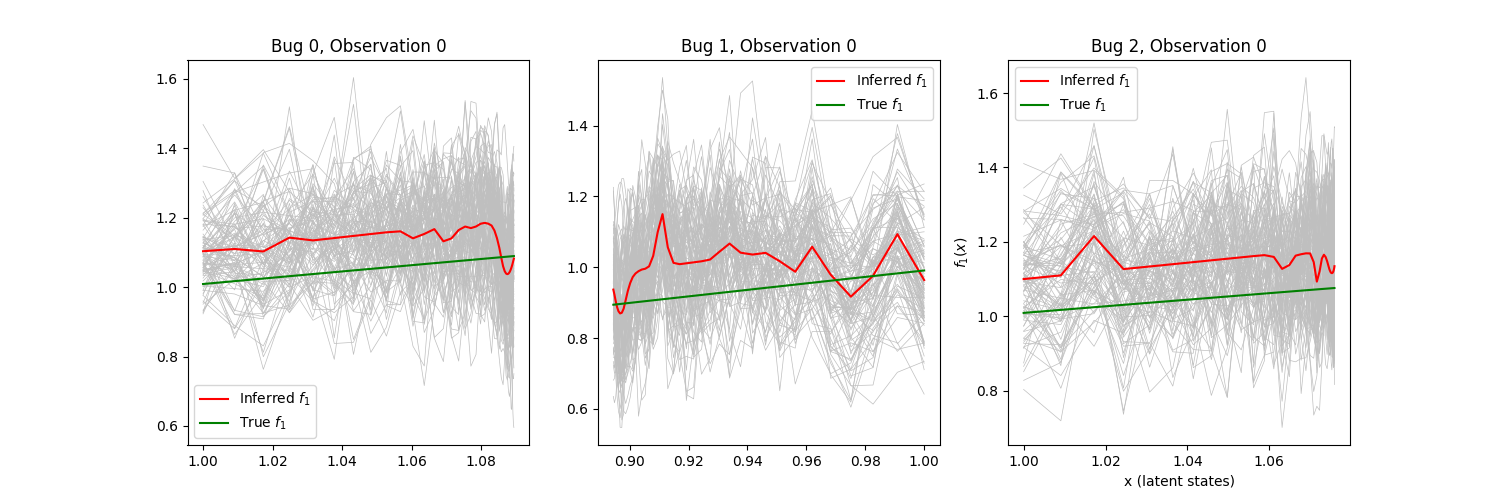 Bug 0, Observation 0
1.6
1.4
1.2
1.0
0.8
0.6
Inferred f₁
True f₁
1.00 1.02 1.04 1.06 1.08
Bug 1, Observation 0
1.4
1.2
1.0
0.8
0.6
Inferred f₁
True f₁
0.90 0.92 0.94 0.96 0.98 1.00
Bug 2, Observation 0
f₁(x)
1.6
1.4
1.2
1.0
0.8
Inferred f₁
True f₁
1.00 1.02 1.04 1.06
x (latent states)